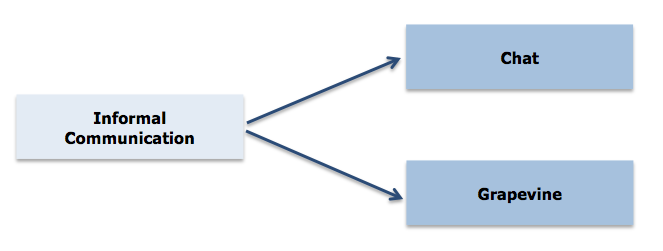 Informal
Communication
Chat
Grapevine